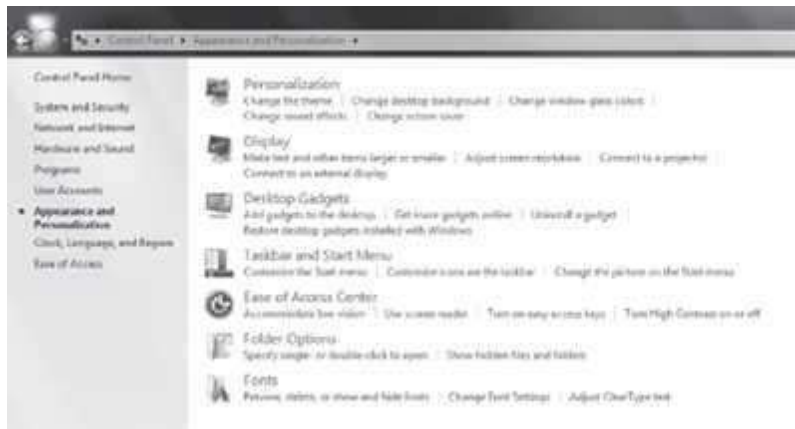 Control Panel ▸ Appearance and Personalization ▸
Control Panel Home
System and Security
Network and Internet
Hardware and Sound
Programs
User Accounts
Appearance and
Personalization
Clock, Language, and Region
Ease of Access
Personalization
Change the theme | Change desktop background | Change window glass colors |
Change sound effects | Change screen saver
Display
Make text and other items larger or smaller | Adjust screen resolution | Connect to a projector |
Connect to an external display
Desktop Gadgets
Add gadgets to the desktop | Get more gadgets online | Uninstall a gadget |
Restore desktop gadgets installed with Windows
Taskbar and Start Menu
Customize the Start menu | Customize icons on the taskbar | Change the picture on the Start menu
Ease of Access Center
Accommodate low vision | Use screen reader | Turn on easy access keys | Turn High Contrast on or off
Folder Options
Specify single- or double-click to open | Show hidden files and folders
Fonts
Preview, delete, or show and hide fonts | Change Font Settings | Adjust ClearType text